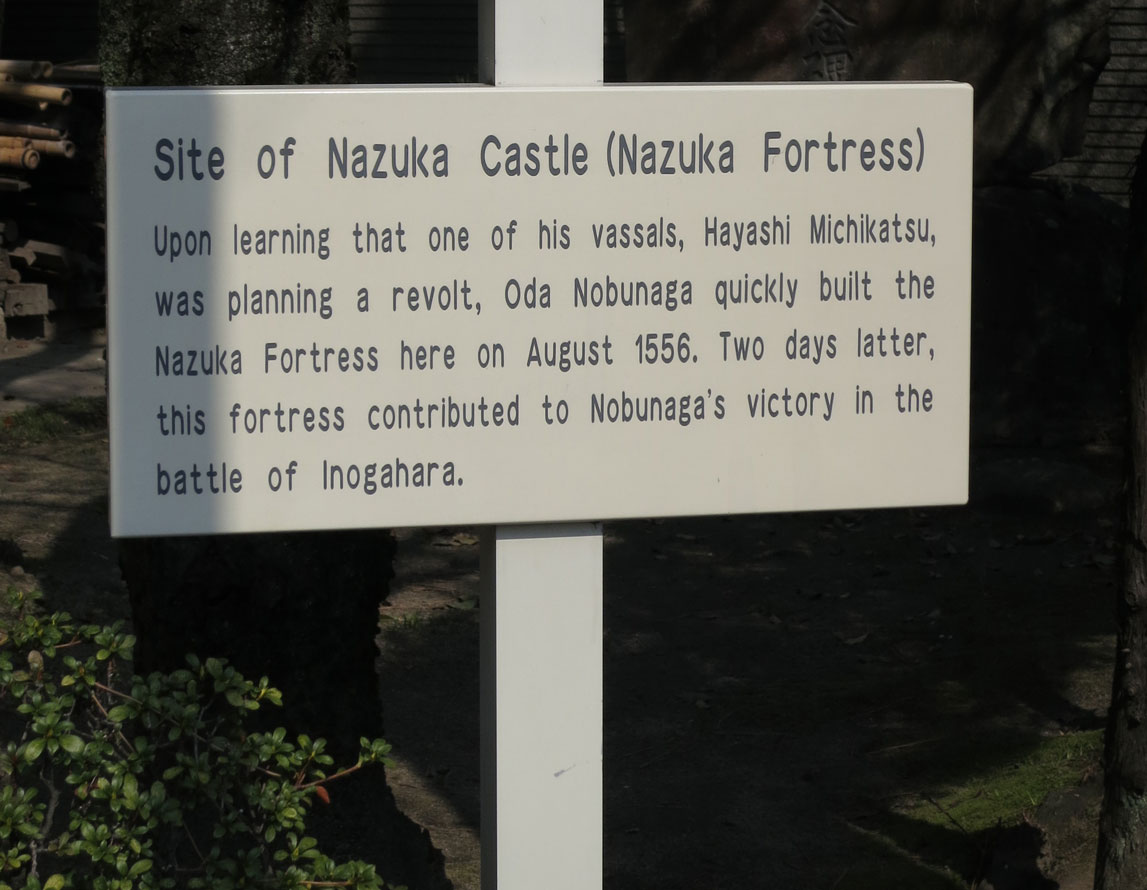 Site of Nazuka Castle (Nazuka Fortress)
Upon learning that one of his vassals, Hayashi Michikatsu,
was planning a revolt, Oda Nobunaga quickly built the
Nazuka Fortress here on August 1556. Two days latter,
this fortress contributed to Nobunaga's victory in the
battle of Inogahara.